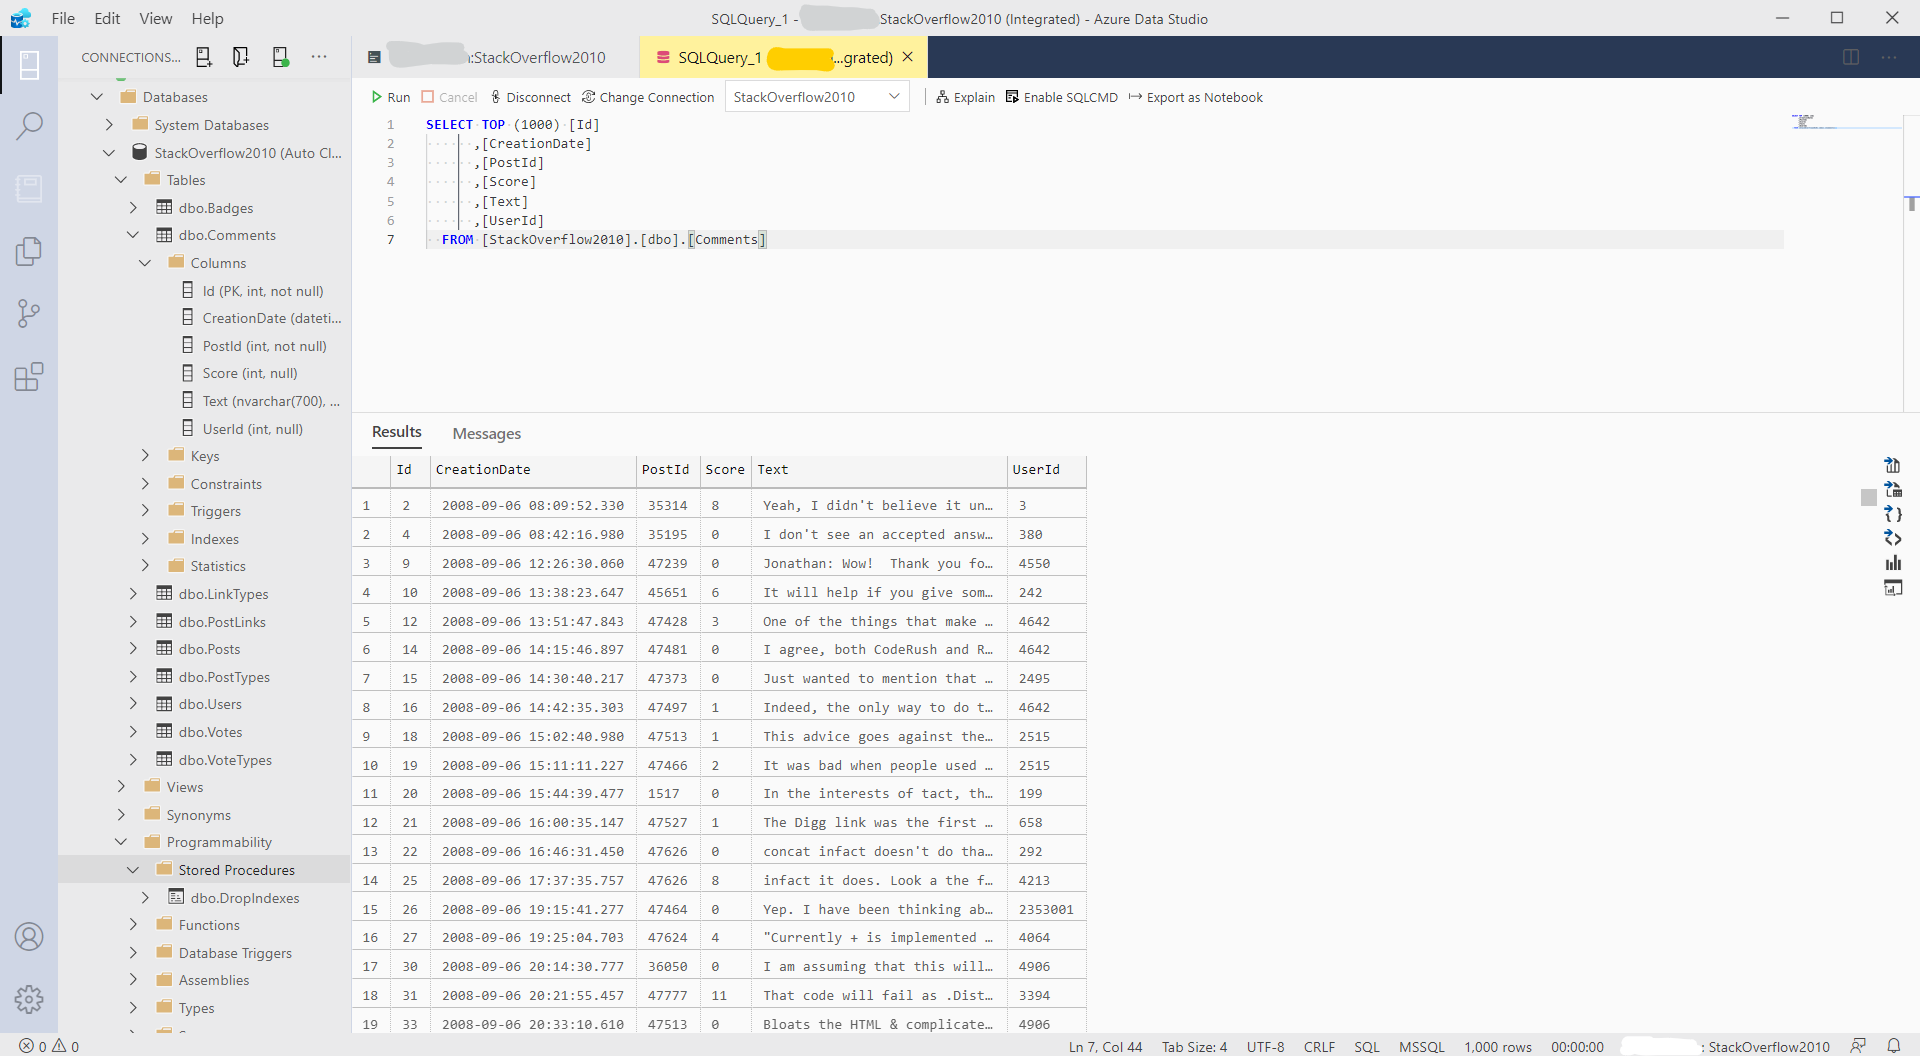 File Edit View Help
SQLQuery_1 - StackOverflow2010 (Integrated) - Azure Data Studio
CONNECTIONS...
:StackOverflow2010
SQLQuery_1 ...grated)
Run Cancel Disconnect Change Connection StackOverflow2010 Explain Enable SQLCMD Export as Notebook
Databases
System Databases
StackOverflow2010 (Auto Cl...
Tables
dbo.Badges
dbo.Comments
Columns
Id (PK, int, not null)
CreationDate (dateti...
PostId (int, not null)
Score (int, null)
Text (nvarchar(700), ...
UserId (int, null)
Keys
Constraints
Triggers
Indexes
Statistics
dbo.LinkTypes
dbo.PostLinks
dbo.Posts
dbo.PostTypes
dbo.Users
dbo.Votes
dbo.VoteTypes
Views
Synonyms
Programmability
Stored Procedures
dbo.DropIndexes
Functions
Database Triggers
Assemblies
Types
1 SELECT TOP (1000) [Id]
2 ,[CreationDate]
3 ,[PostId]
4 ,[Score]
5 ,[Text]
6 ,[UserId]
7 FROM [StackOverflow2010].[dbo].[Comments]
Results Messages
Id CreationDate PostId Score Text UserId
1 2 2008-09-06 08:09:52.330 35314 8 Yeah, I didn't believe it un... 3
2 4 2008-09-06 08:42:16.980 35195 0 I don't see an accepted answ... 380
3 9 2008-09-06 12:26:30.060 47239 0 Jonathan: Wow!  Thank you fo... 4550
4 10 2008-09-06 13:38:23.647 45651 6 It will help if you give som... 242
5 12 2008-09-06 13:51:47.843 47428 3 One of the things that make ... 4642
6 14 2008-09-06 14:15:46.897 47481 0 I agree, both CodeRush and R... 4642
7 15 2008-09-06 14:30:40.217 47373 0 Just wanted to mention that ... 2495
8 16 2008-09-06 14:42:35.303 47497 1 Indeed, the only way to do t... 4642
9 18 2008-09-06 15:02:40.980 47513 1 This advice goes against the... 2515
10 19 2008-09-06 15:11:11.227 47466 2 It was bad when people used ... 2515
11 20 2008-09-06 15:44:39.477 1517 0 In the interests of tact, th... 199
12 21 2008-09-06 16:00:35.147 47527 1 The Digg link was the first ... 658
13 22 2008-09-06 16:46:31.450 47626 0 concat infact doesn't do tha... 292
14 25 2008-09-06 17:37:35.757 47626 8 infact it does. Look a the f... 4213
15 26 2008-09-06 19:15:41.277 47464 0 Yep. I have been thinking ab... 2353001
16 27 2008-09-06 19:25:04.703 47624 4 "Currently + is implemented ... 4064
17 30 2008-09-06 20:14:30.777 36050 0 I am assuming that this will... 4906
18 31 2008-09-06 20:21:55.457 47777 11 That code will fail as .Dist... 3394
19 33 2008-09-06 20:33:10.610 47513 0 Bloats the HTML & complicate... 4906
0 0 Ln 7, Col 44 Tab Size: 4 UTF-8 CRLF SQL MSSQL 1,000 rows 00:00:00 : StackOverflow2010